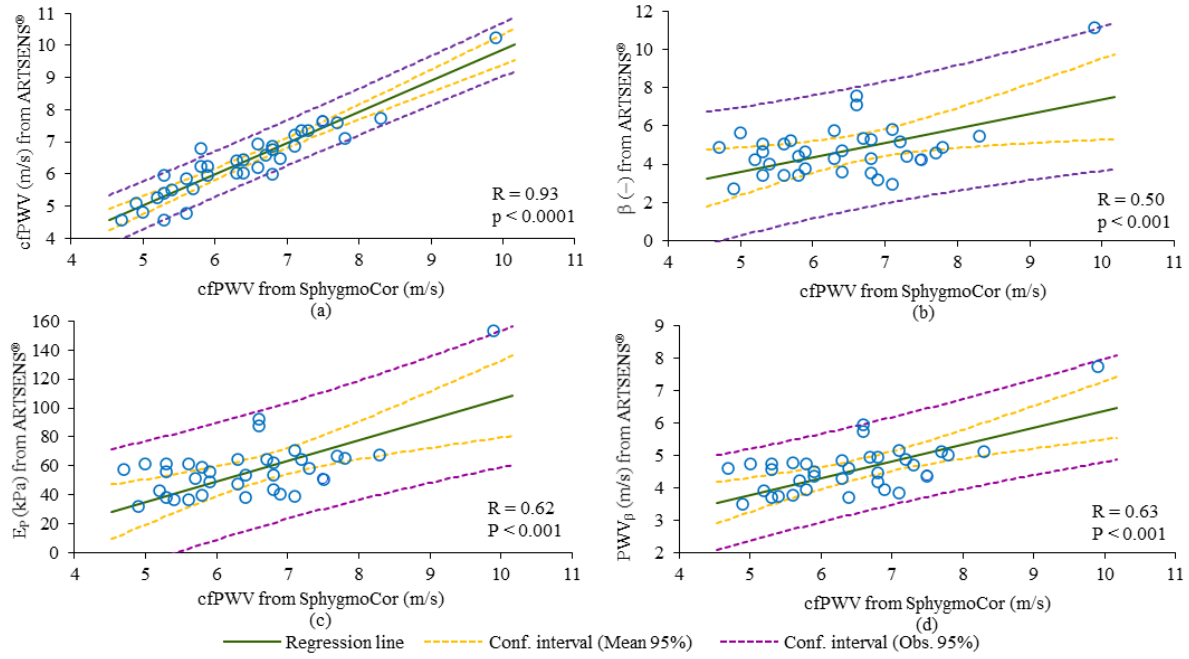 (a)
cfPWV (m/s) from ARTSENS®
11
10
9
8
7
6
5
4
4 5 6 7 8 9 10 11
R = 0.93
p < 0.0001
cfPWV from SphygmoCor (m/s)
(a)
(b)
β (–) from ARTSENS®
12
10
8
6
4
2
0
4 5 6 7 8 9 10 11
R = 0.50
p < 0.001
cfPWV from SphygmoCor (m/s)
(b)
EP (kPa) from ARTSENS®
160
140
120
100
80
60
40
20
0
4 5 6 7 8 9 10 11
R = 0.62
P < 0.001
cfPWV from SphygmoCor (m/s)
(c)
PWVβ (m/s) from ARTSENS®
9
8
7
6
5
4
3
2
4 5 6 7 8 9 10 11
R = 0.63
P < 0.001
cfPWV from SphygmoCor (m/s)
(d)
Regression line Conf. interval (Mean 95%) Conf. interval (Obs. 95%)